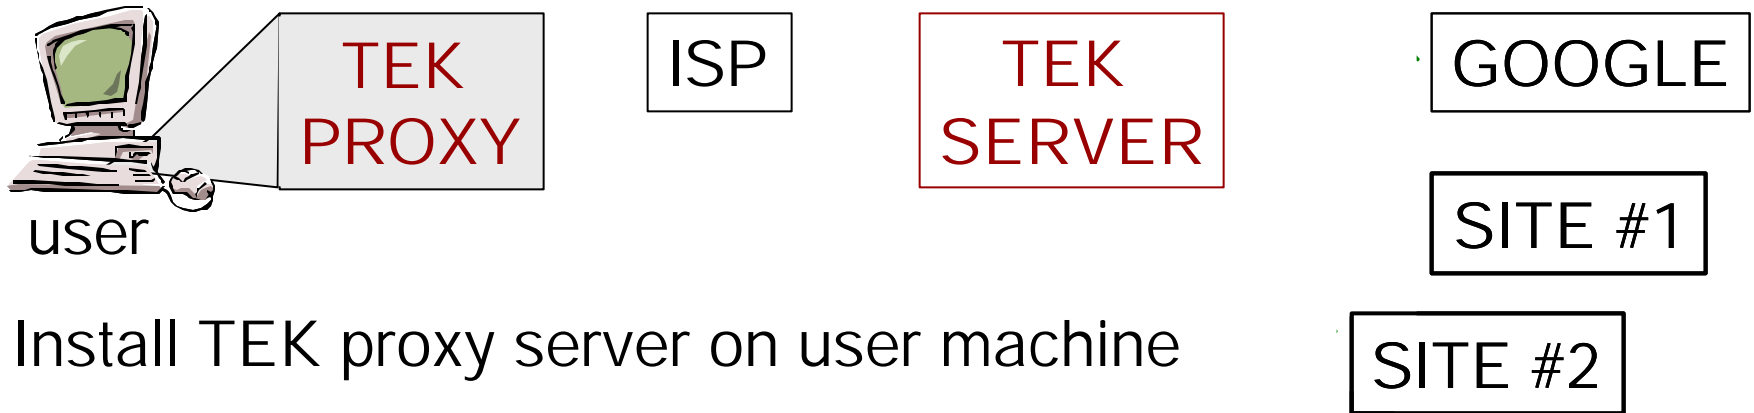 TEK
PROXY
ISP
TEK
SERVER
GOOGLE
SITE #1
user
Install TEK proxy server on user machine
SITE #2